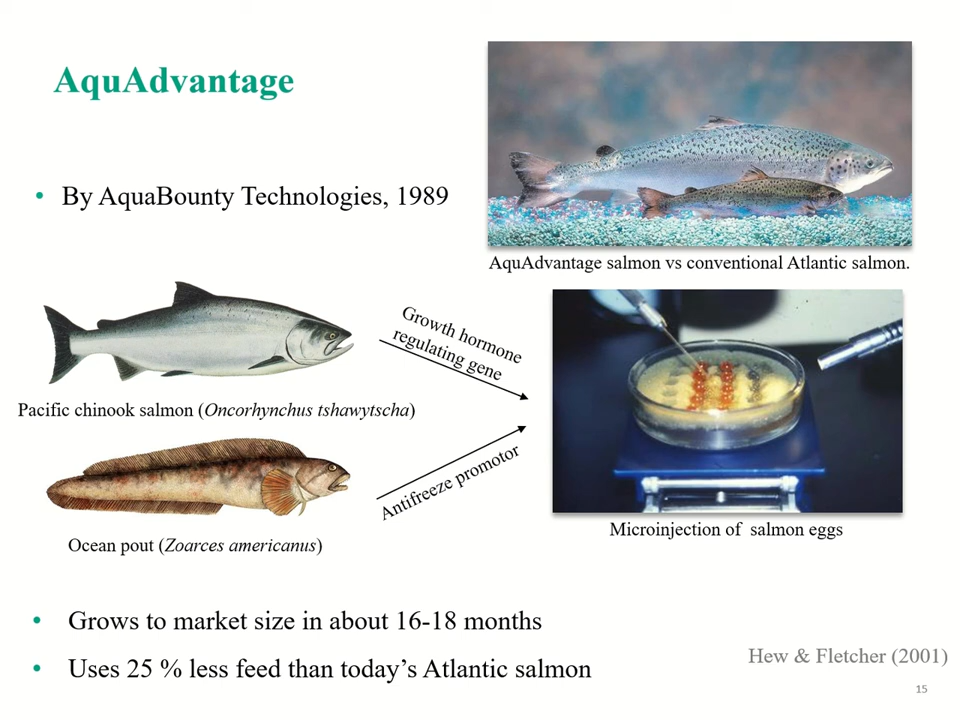 AquAdvantage
• By AquaBounty Technologies, 1989
AquAdvantage salmon vs conventional Atlantic salmon.
Growth hormone
regulating gene
Pacific chinook salmon (Oncorhynchus tshawytscha)
Antifreeze promotor
Microinjection of salmon eggs
Ocean pout (Zoarces americanus)
• Grows to market size in about 16-18 months
• Uses 25 % less feed than today’s Atlantic salmon
Hew & Fletcher (2001)
15